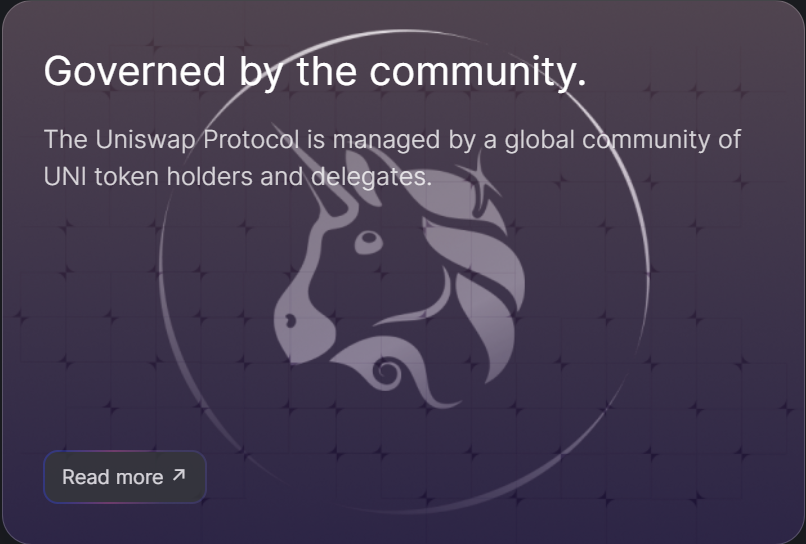 Governed by the community.
The Uniswap Protocol is managed by a global community of
UNI token holders and delegates.
Read more ↗